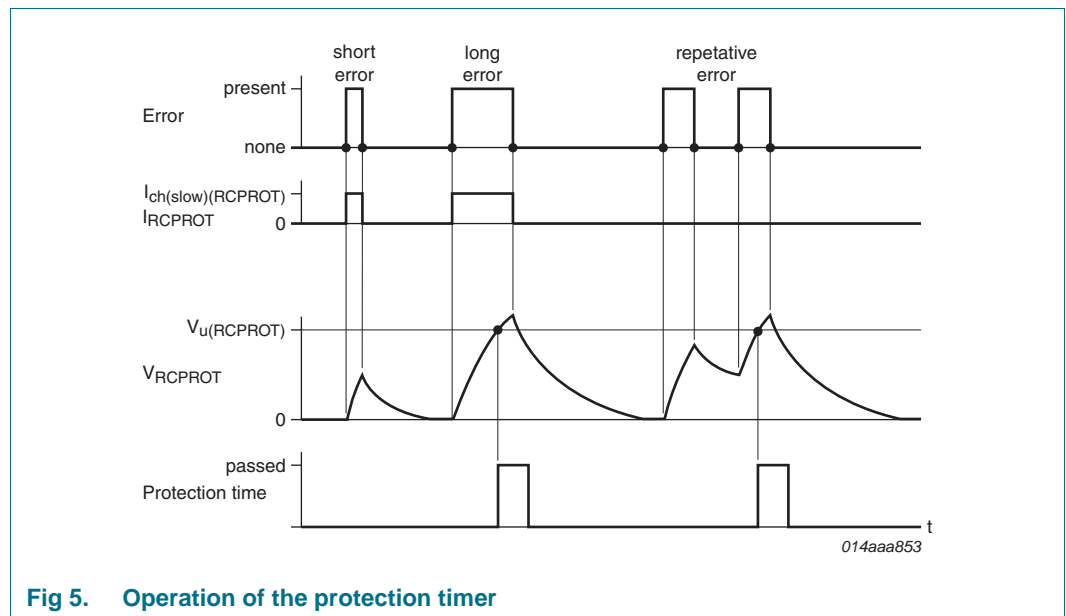 short
error
long
error
repetative
error
present
Error
none
Ich(slow)(RCPROT)
IRCPROT
0
Vu(RCPROT)
VRCPROT
0
passed
Protection time
t
014aaa853
Fig 5. Operation of the protection timer